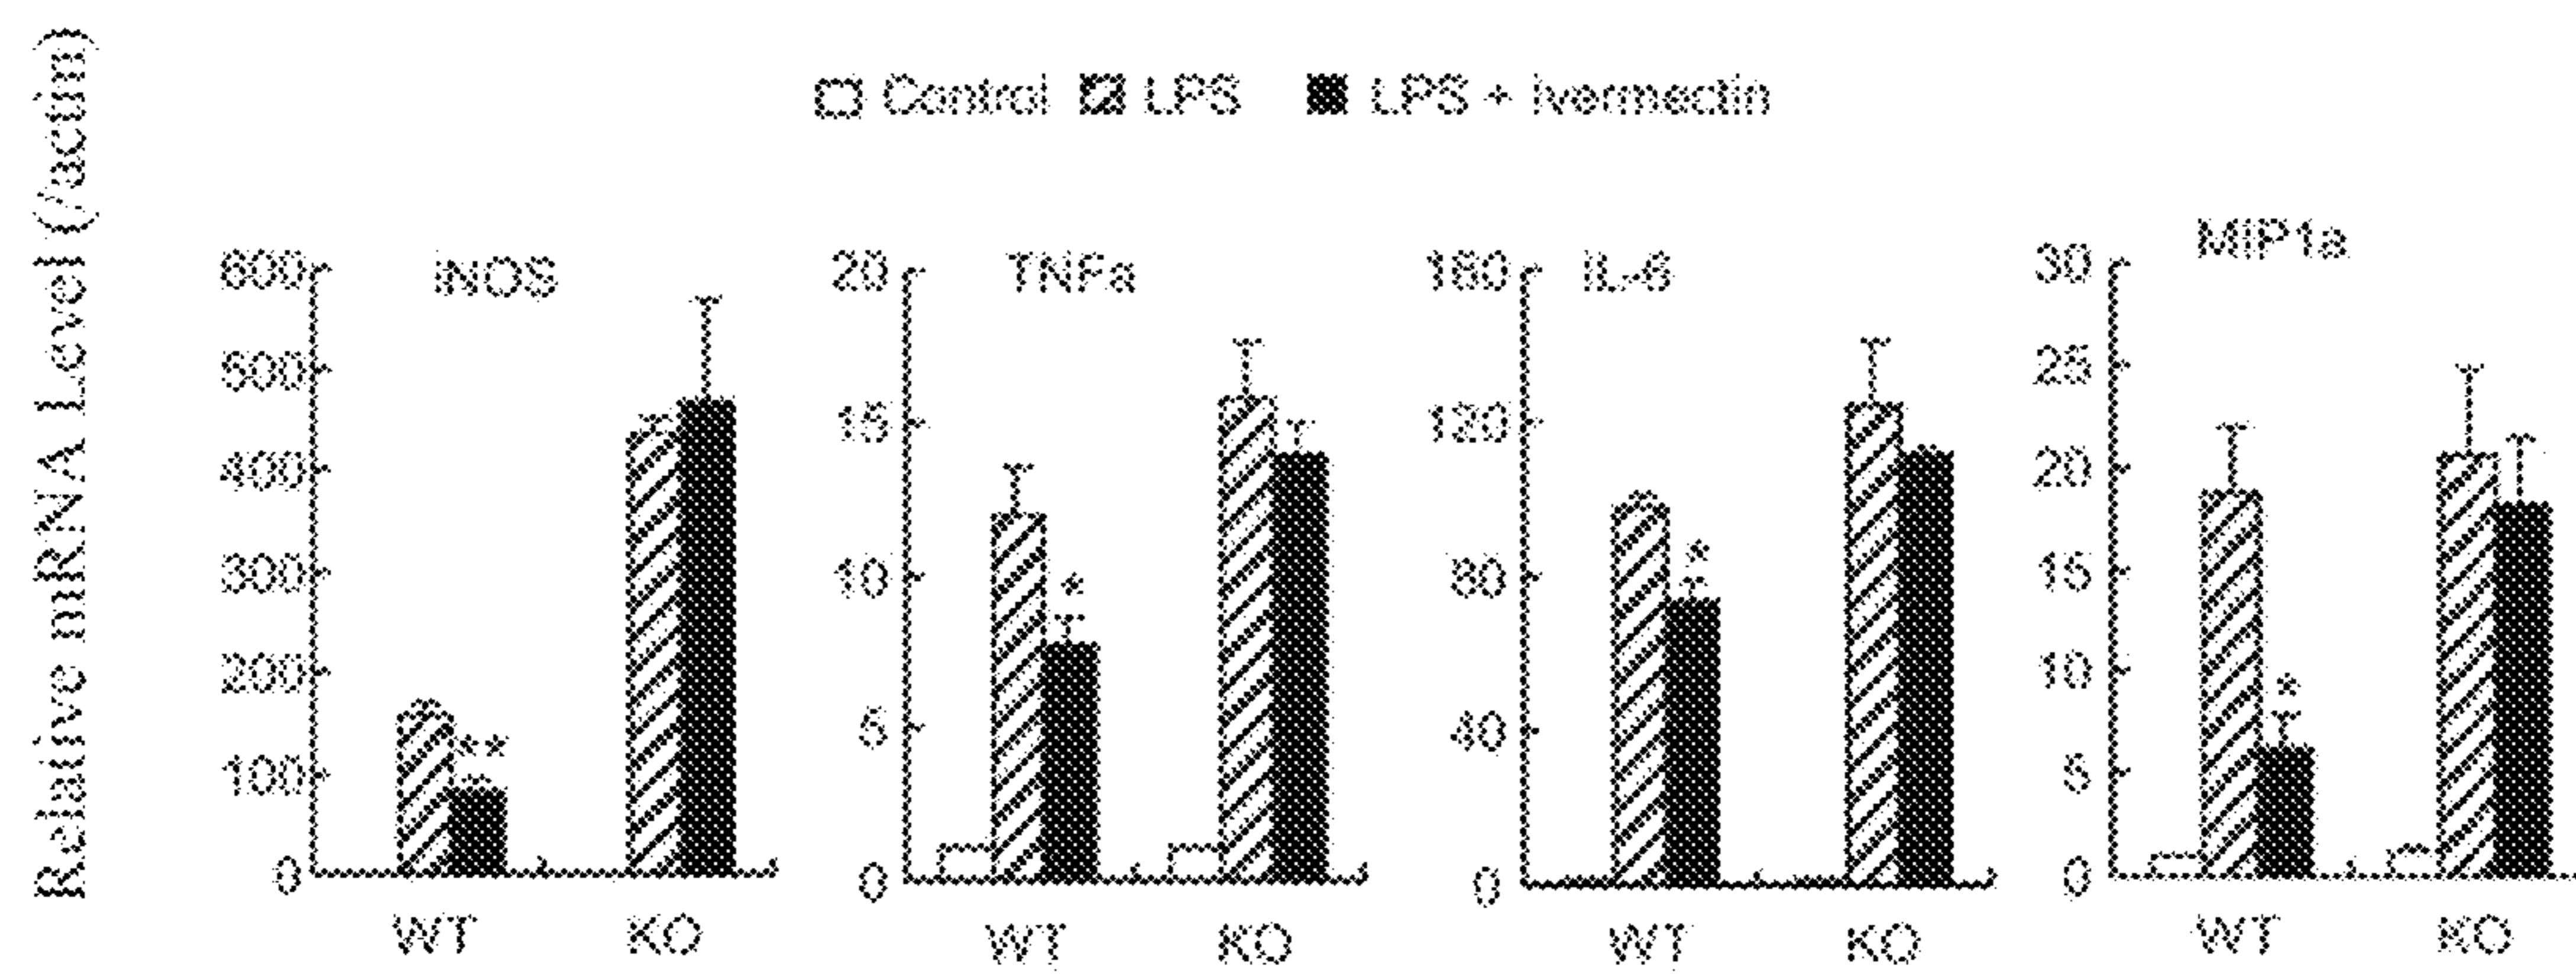 Relative mRNA Level (/actin)
Control LPS LPS + ivermectin
iNOS
600
500
400
300
200
100
0
WT KO
TNFa
20
15
10
5
0
WT KO
IL-6
160
120
80
40
0
WT KO
MIP1a
30
25
20
15
10
5
0
WT KO
**
*
*
*